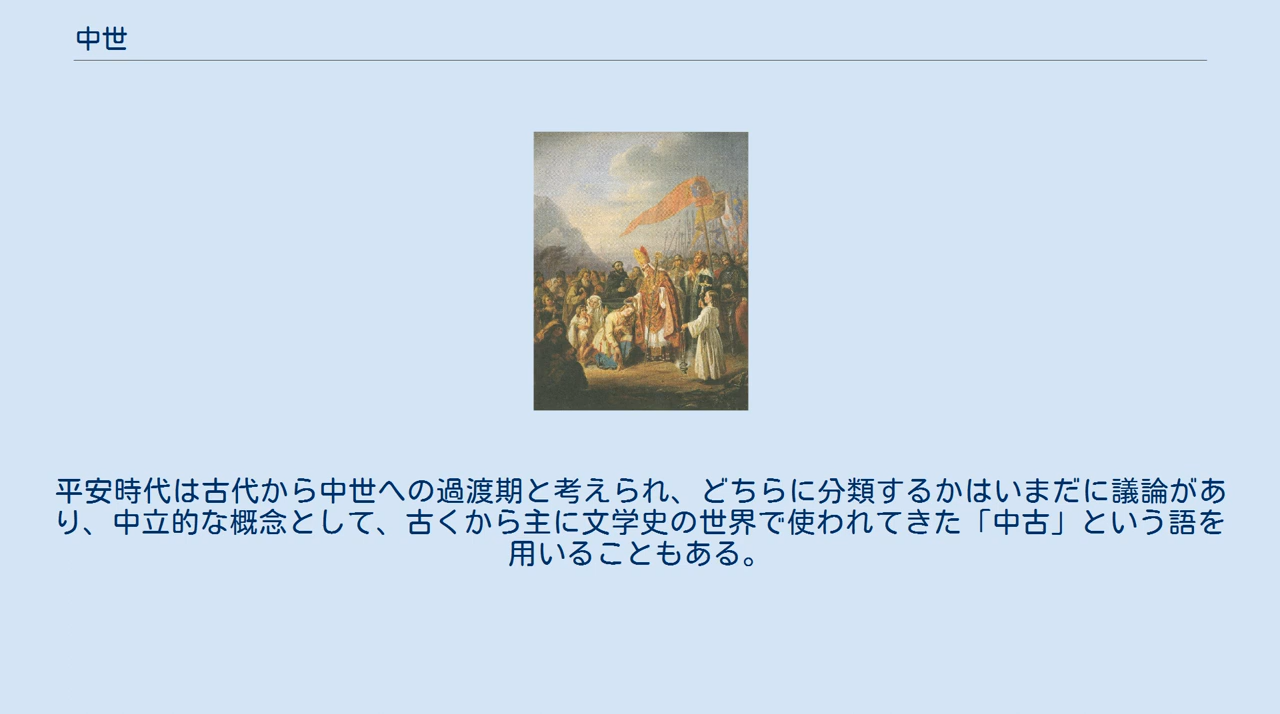 中世
平安時代は古代から中世への過渡期と考えられ、どちらに分類するかはいまだに議論があ
り、中立的な概念として、古くから主に文学史の世界で使われてきた「中古」という語を
用いることもある。